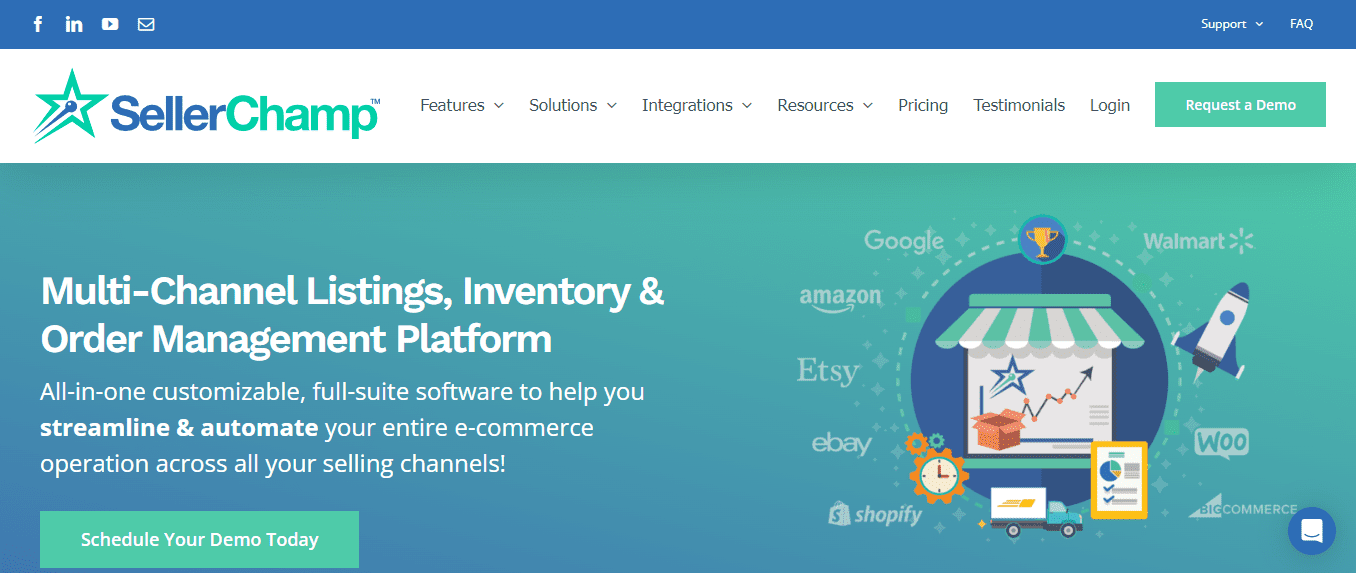 Support FAQ
SellerChamp™
Features Solutions Integrations Resources Pricing Testimonials Login Request a Demo
Multi-Channel Listings, Inventory &
Order Management Platform
All-in-one customizable, full-suite software to help you
streamline & automate your entire e-commerce
operation across all your selling channels!
Schedule Your Demo Today
Google
Walmart
amazon
Etsy
ebay
WOO
shopify
BIGCOMMERCE